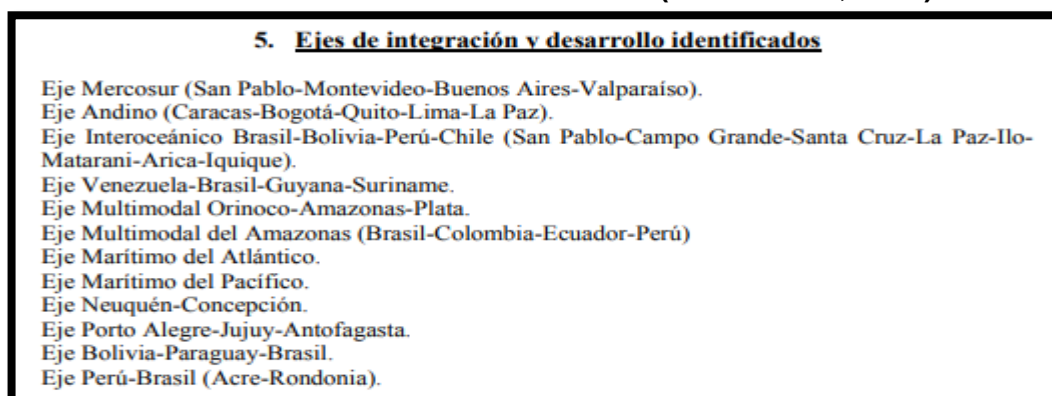 5. Ejes de integración y desarrollo identificados
Eje Mercosur (San Pablo-Montevideo-Buenos Aires-Valparaíso).
Eje Andino (Caracas-Bogotá-Quito-Lima-La Paz).
Eje Interoceánico Brasil-Bolivia-Perú-Chile (San Pablo-Campo Grande-Santa Cruz-La Paz-Ilo-
Matarani-Arica-Iquique).
Eje Venezuela-Brasil-Guyana-Suriname.
Eje Multimodal Orinoco-Amazonas-Plata.
Eje Multimodal del Amazonas (Brasil-Colombia-Ecuador-Perú)
Eje Marítimo del Atlántico.
Eje Marítimo del Pacífico.
Eje Neuquén-Concepción.
Eje Porto Alegre-Jujuy-Antofagasta.
Eje Bolivia-Paraguay-Brasil.
Eje Perú-Brasil (Acre-Rondonia).